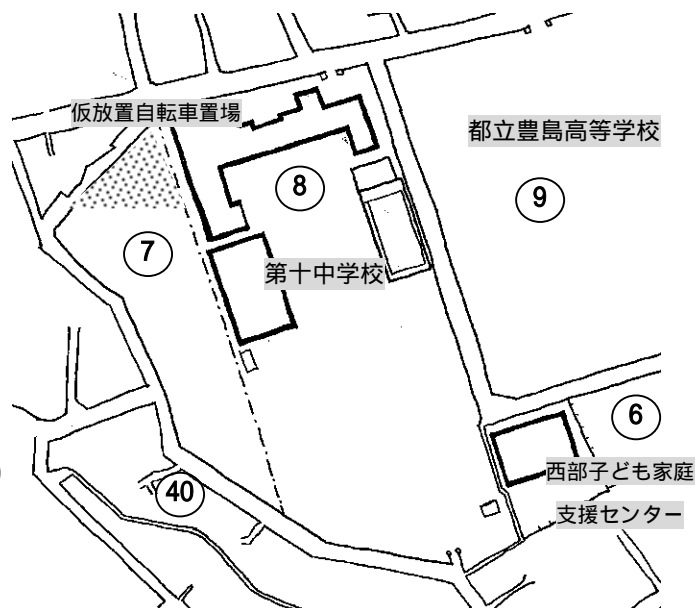 仮放置自転車置場
都立豊島高等学校
8
9
7
第十中学校
6
西部子ども家庭
支援センター
40